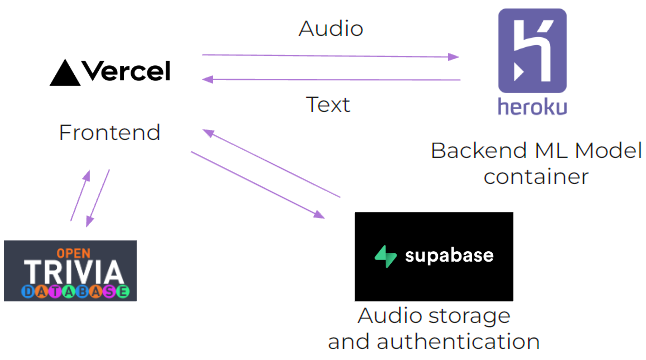 Audio
Vercel
Text
heroku
Frontend
Backend ML Model
container
OPEN
TRIVIA
DATABASE
supabase
Audio storage
and authentication